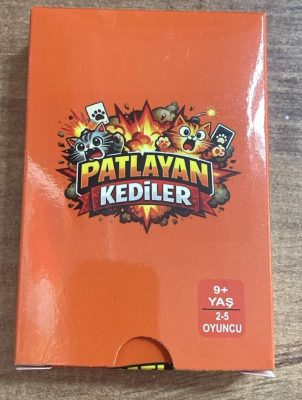 PATLAYAN
KEDİLER
9+
YAŞ
2-5
OYUNCU